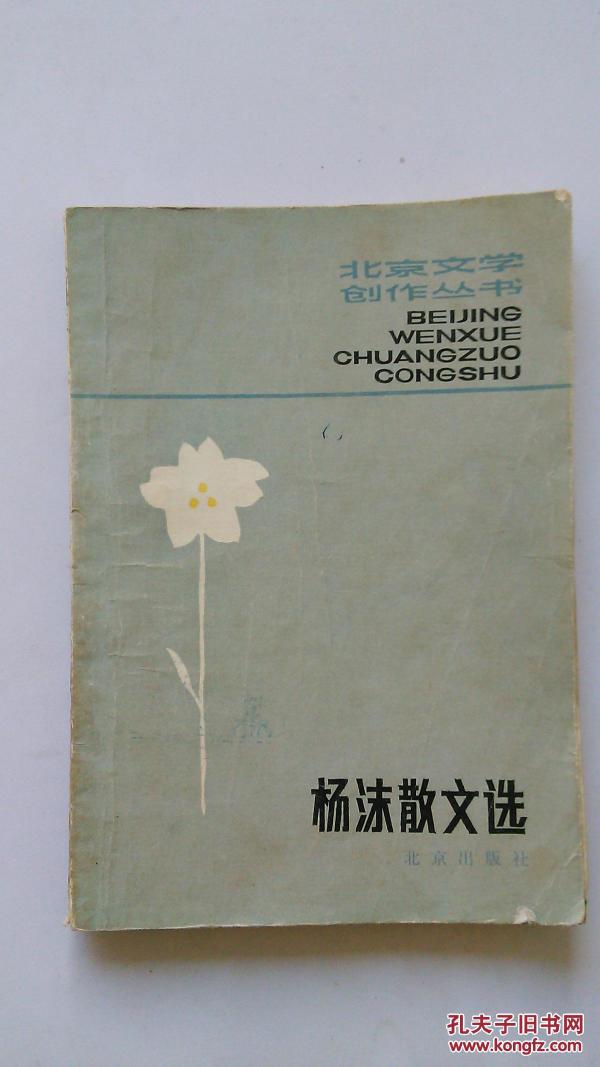 北京文学
创作丛书
BEIJING
WENXUE
CHUANGZUO
CONGSHU
杨沫散文选
北京出版社
孔夫子旧书网
www.kongfz.com